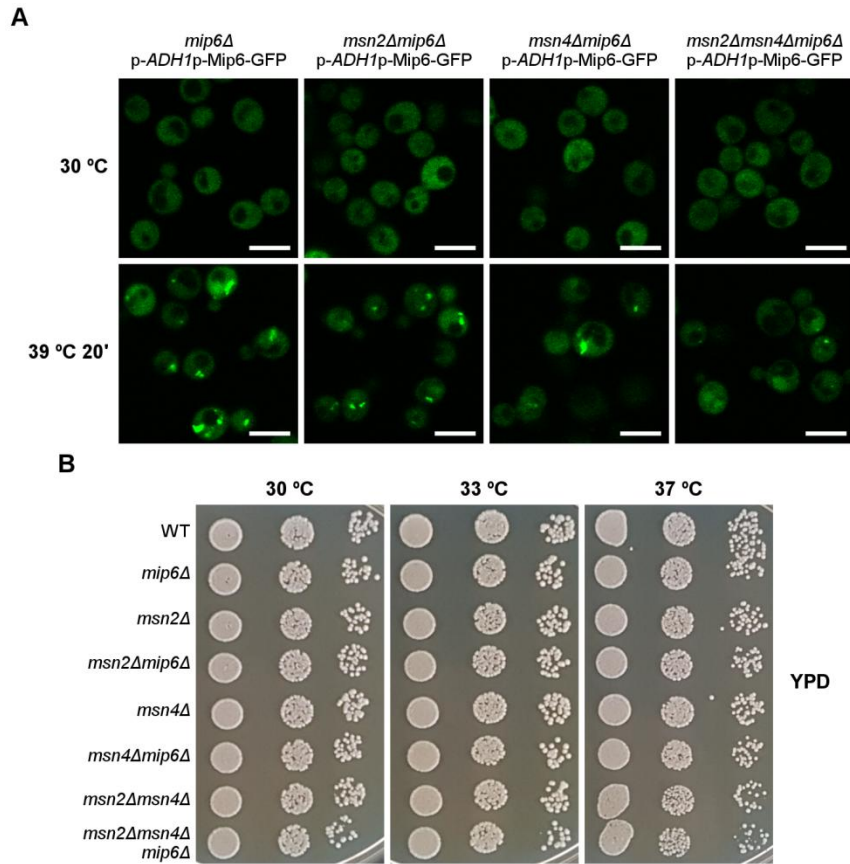 A
mip6Δ
p-ADH1p-Mip6-GFP
msn2Δmip6Δ
p-ADH1p-Mip6-GFP
msn4Δmip6Δ
p-ADH1p-Mip6-GFP
msn2Δmsn4Δmip6Δ
p-ADH1p-Mip6-GFP
30 ºC
39 ºC 20'
B
30 ºC
33 ºC
37 ºC
WT
mip6Δ
msn2Δ
msn2Δmip6Δ
msn4Δ
msn4Δmip6Δ
msn2Δmsn4Δ
msn2Δmsn4Δ
mip6Δ
YPD